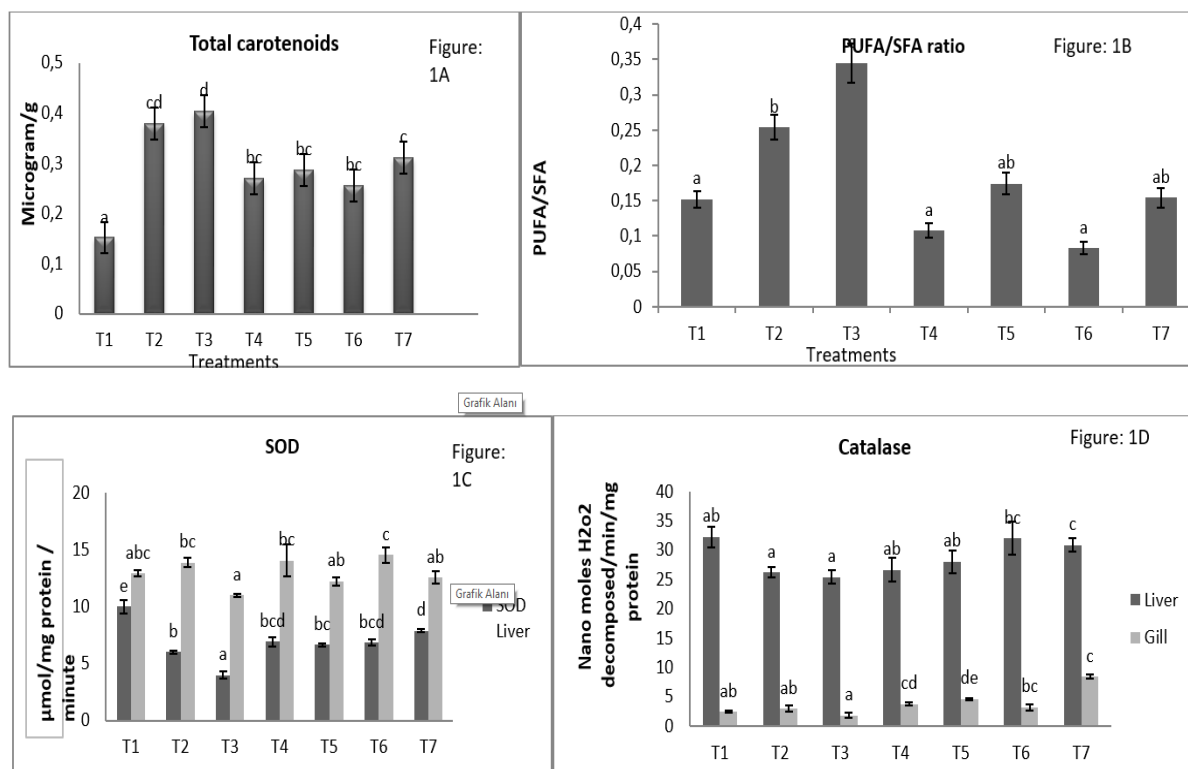 Total carotenoids
Figure:
1A
Microgram/g
0,5
0,4
0,3
0,2
0,1
0
a
cd
d
bc
bc
bc
c
T1 T2 T3 T4 T5 T6 T7
Treatments
PUFA/SFA ratio
Figure: 1B
PUFA/SFA
0,4
0,35
0,3
0,25
0,2
0,15
0,1
0,05
0
a
b
a
ab
a
ab
T1 T2 T3 T4 T5 T6 T7
Treatments
Grafik Alanı
SOD
Figure:
1C
µmol/mg protein /
minute
20
15
10
5
0
e
abc
b
bc
a
a
bcd
bc
bc
ab
bcd
c
d
ab
T1 T2 T3 T4 T5 T6 T7
Grafik Alanı
SOD
Liver
Catalase
Figure: 1D
Nano moles H2o2
decomposed/min/mg
protein
40
35
30
25
20
15
10
5
0
ab
ab
a
ab
a
a
ab
cd
ab
de
bc
bc
c
c
T1 T2 T3 T4 T5 T6 T7
Liver
Gill